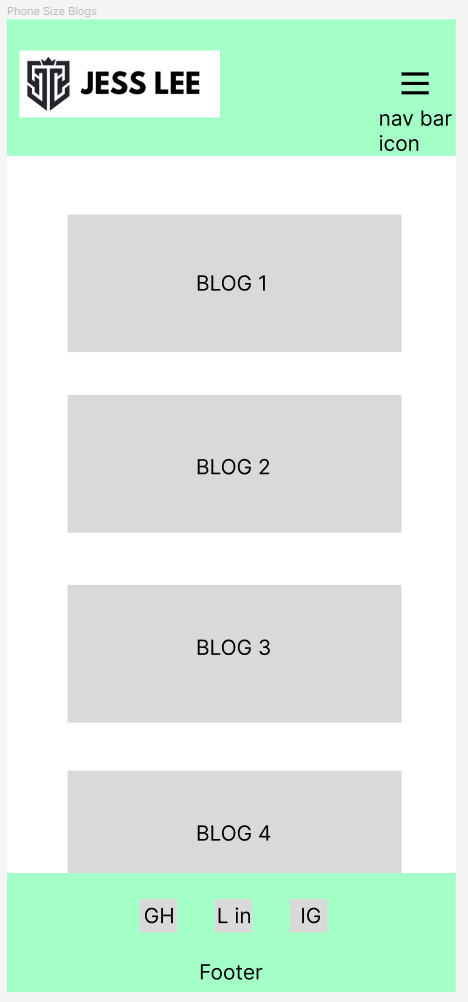 Phone Size Blogs
JESS LEE
nav bar
icon
BLOG 1
BLOG 2
BLOG 3
BLOG 4
GH
L in
IG
Footer